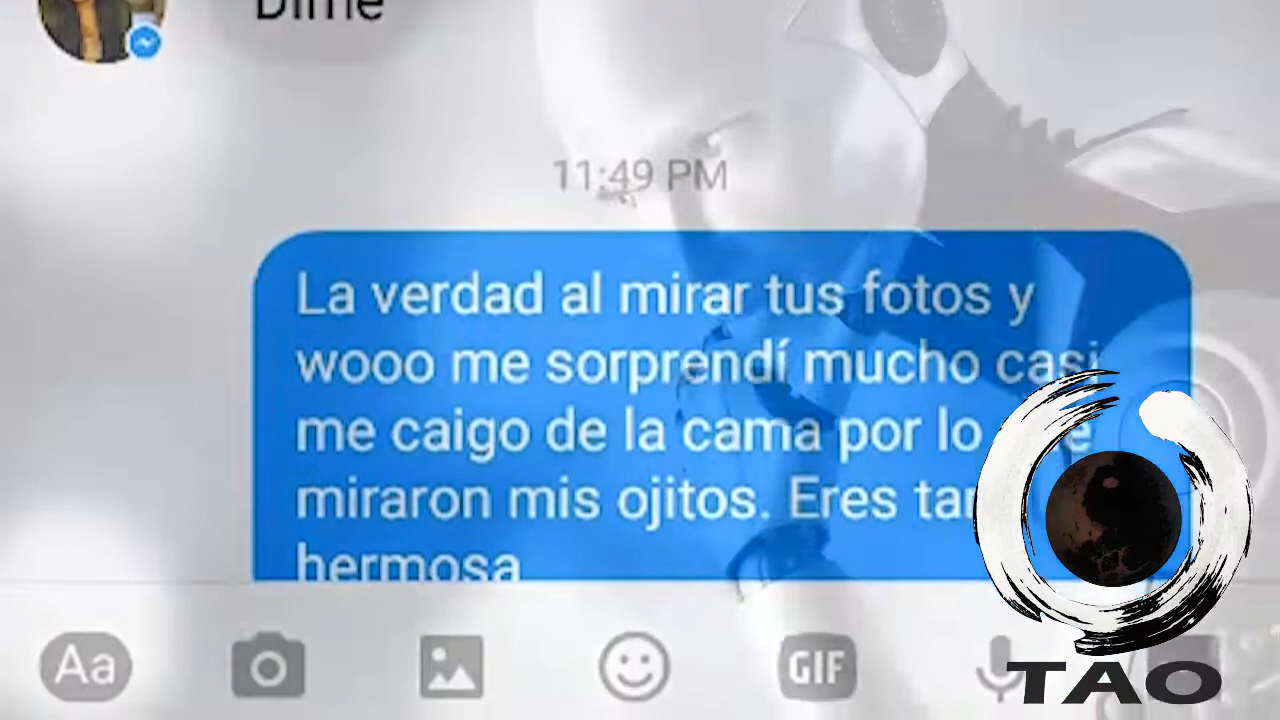 Dime
11:49 PM
La verdad al mirar tus fotos y
wooo me sorprendí mucho casi
me caigo de la cama por lo
miraron mis ojitos. Eres
hermosa
Aa
GIF
TAO